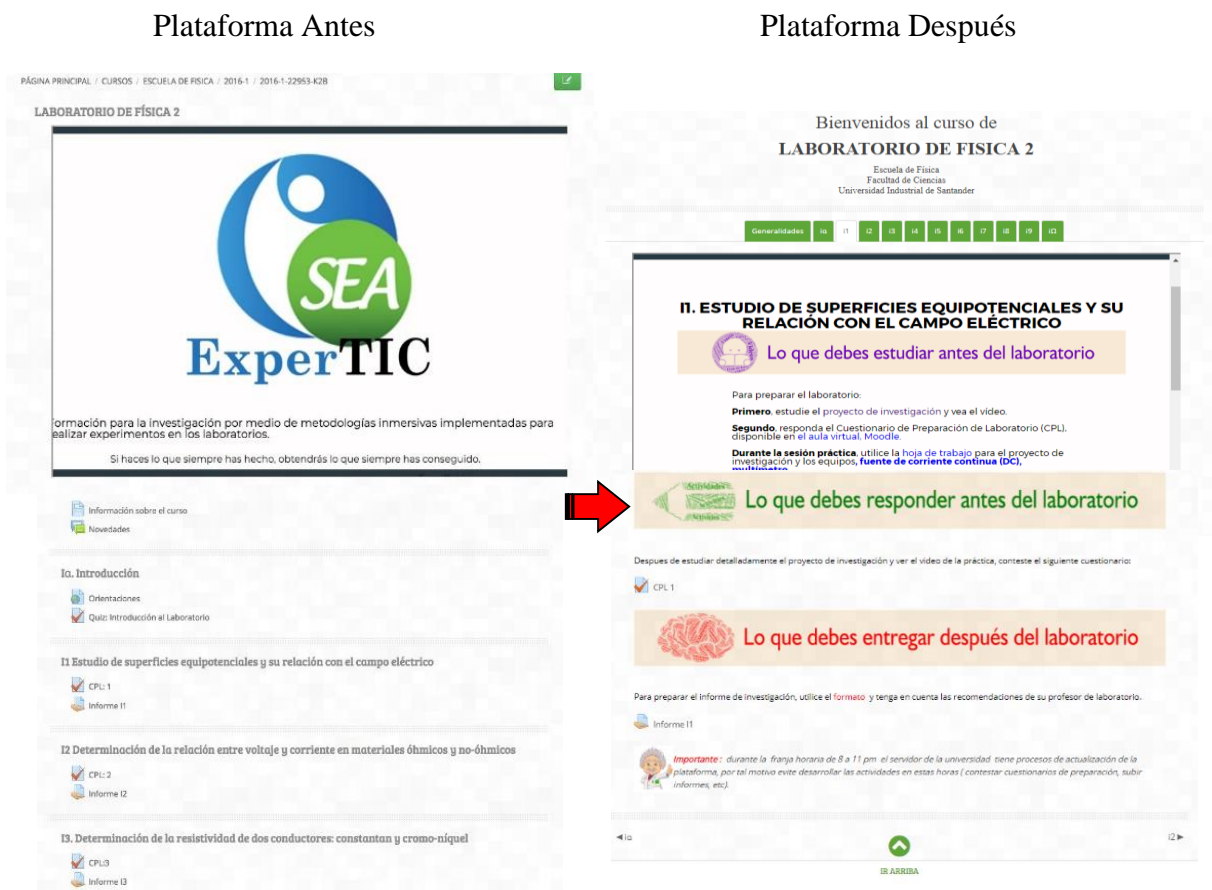 Plataforma Antes
PÁGINA PRINCIPAL / CURSOS / ESCUELA DE FISICA / 2016-1 / 2016-1-22953-K2B
LABORATORIO DE FÍSICA 2
SEA
ExperTIC
formación para la investigación por medio de metodologías inmersivas implementadas para
ealizar experimentos en los laboratorios.
Si haces lo que siempre has hecho, obtendrás lo que siempre has conseguido.
Información sobre el curso
Novedades
Iα. Introducción
Orientaciones
Quiz: Introducción al Laboratorio
I1 Estudio de superficies equipotenciales y su relación con el campo eléctrico
CPL: 1
Informe I1
I2 Determinación de la relación entre voltaje y corriente en materiales óhmicos y no-óhmicos
CPL: 2
Informe I2
I3. Determinación de la resistividad de dos conductores: constantan y cromo-níquel
CPL:3
Informe I3
Plataforma Después
Bienvenidos al curso de
LABORATORIO DE FISICA 2
Escuela de Física
Facultad de Ciencias
Universidad Industrial de Santander
Generalidades iα i1 i2 i3 i4 i5 i6 i7 i8 i9 iΩ
I1. ESTUDIO DE SUPERFICIES EQUIPOTENCIALES Y SU
RELACIÓN CON EL CAMPO ELÉCTRICO
Lo que debes estudiar antes del laboratorio
Para preparar el laboratorio:
Primero, estudie el proyecto de investigación y vea el vídeo.
Segundo, responda el Cuestionario de Preparación de Laboratorio (CPL),
disponible en el aula virtual, Moodle.
Durante la sesión práctica, utilice la hoja de trabajo para el proyecto de
investigación y los equipos, fuente de corriente continua (DC),
multímetro
Actividades
Lo que debes responder antes del laboratorio
Despues de estudiar detalladamente el proyecto de investigación y ver el video de la práctica, conteste el siguiente cuestionario:
CPL 1
Lo que debes entregar después del laboratorio
Para preparar el informe de investigación, utilice el formato y tenga en cuenta las recomendaciones de su profesor de laboratorio.
Informe I1
Importante : durante la franja horaria de 8 a 11 pm el servidor de la universidad tiene procesos de actualización de la
plataforma, por tal motivo evite desarrollar las actividades en estas horas ( contestar cuestionarios de preparación, subir
informes, etc).
◄iα
i2►
IR ARRIBA